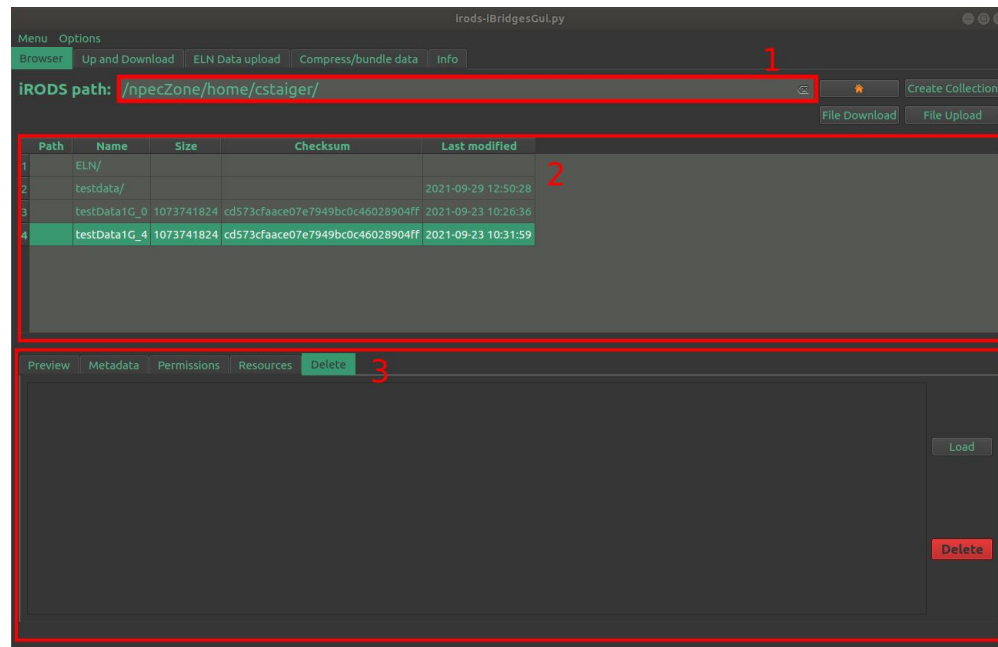 irods-iBridgesGui.py
Menu Options
Browser Up and Download ELN Data upload Compress/bundle data Info
1
iRODS path: /npecZone/home/cstaiger/ Create Collection
File Download File Upload
Path Name Size Checksum Last modified
2
1 ELN/
2 testdata/ 2021-09-29 12:50:28
3 testData1G_0 1073741824 cd573cfaace07e7949bc0c46028904ff 2021-09-23 10:26:36
4 testData1G_4 1073741824 cd573cfaace07e7949bc0c46028904ff 2021-09-23 10:31:59
Preview Metadata Permissions Resources Delete 3
Load
Delete